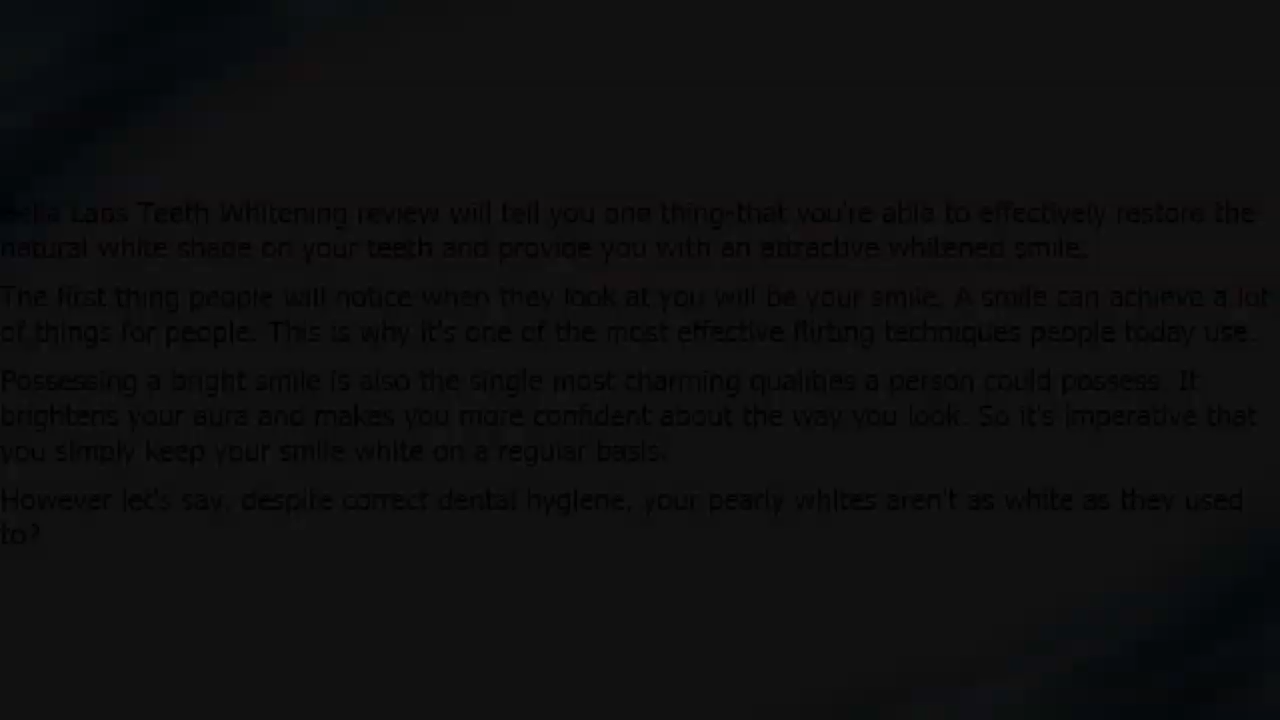 Labs Teeth Whitening review will tell you one thing-that you're able to effectively restore the
natural white shade on your teeth and provide you with an attractive whitened smile.
The first thing people will notice when they look at you will be your smile. A smile can achieve a lot
of things for people. This is why it's one of the most effective flirting techniques people today use.
Possessing a bright smile is also the single most charming qualities a person could possess. It
brightens your aura and makes you more confident about the way you look. So it's imperative that
you simply keep your smile white on a regular basis.
However let's say, despite correct dental hygiene, your pearly whites aren't as white as they used
to?